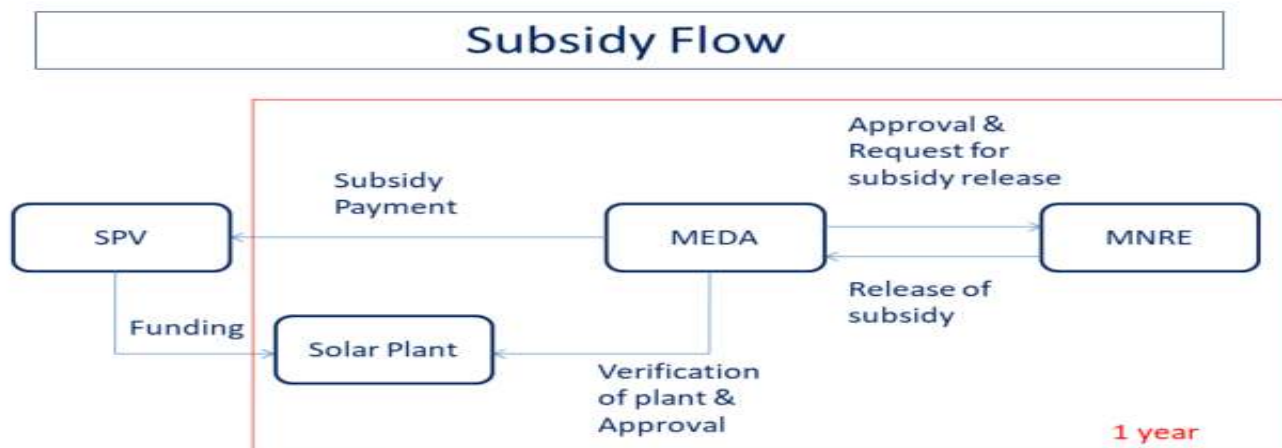 Subsidy Flow
Approval &
Request for
subsidy release
Subsidy
Payment
SPV
MEDA
MNRE
Release of
subsidy
Funding
Solar Plant
Verification
of plant &
Approval
1 year